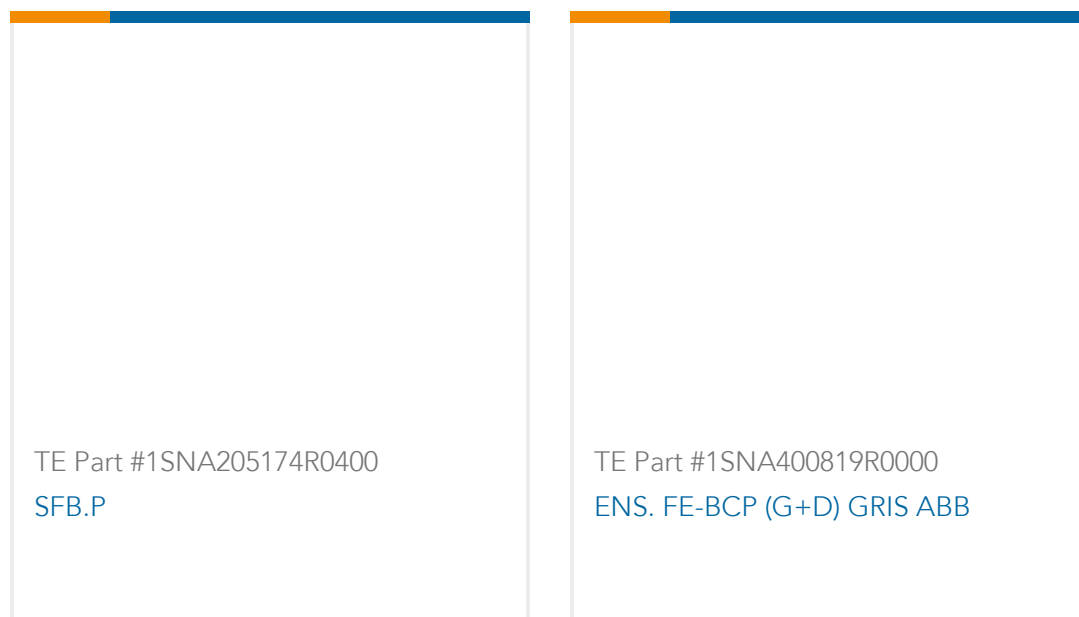 TE Part #1SNA205174R0400
SFB.P
TE Part #1SNA400819R0000
ENS. FE-BCP (G+D) GRIS ABB